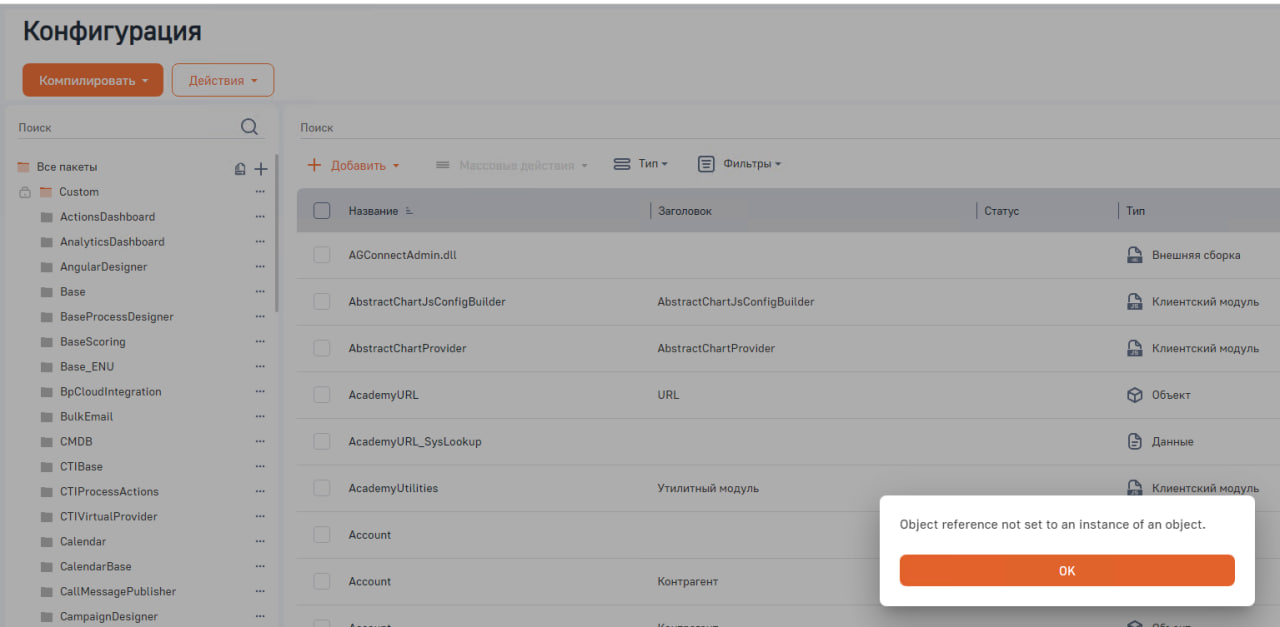 Конфигурация
Компилировать Действия
Поиск
Все пакеты
Custom
ActionsDashboard
AnalyticsDashboard
AngularDesigner
Base
BaseProcessDesigner
BaseScoring
Base_ENU
BpCloudIntegration
BulkEmail
CMDB
CTIBase
CTIProcessActions
CTIVirtualProvider
Calendar
CalendarBase
CallMessagePublisher
CampaignDesigner
Поиск
Добавить Массовые действия Тип Фильтры
Название Заголовок Статус Тип
AGConnectAdmin.dll Внешняя сборка
AbstractChartJsConfigBuilder AbstractChartJsConfigBuilder Клиентский модуль
AbstractChartProvider AbstractChartProvider Клиентский модуль
AcademyURL URL Объект
AcademyURL_SysLookup Данные
AcademyUtilities Утилитный модуль Клиентский модуль
Account
Account Контрагент
Object reference not set to an instance of an object.
OK